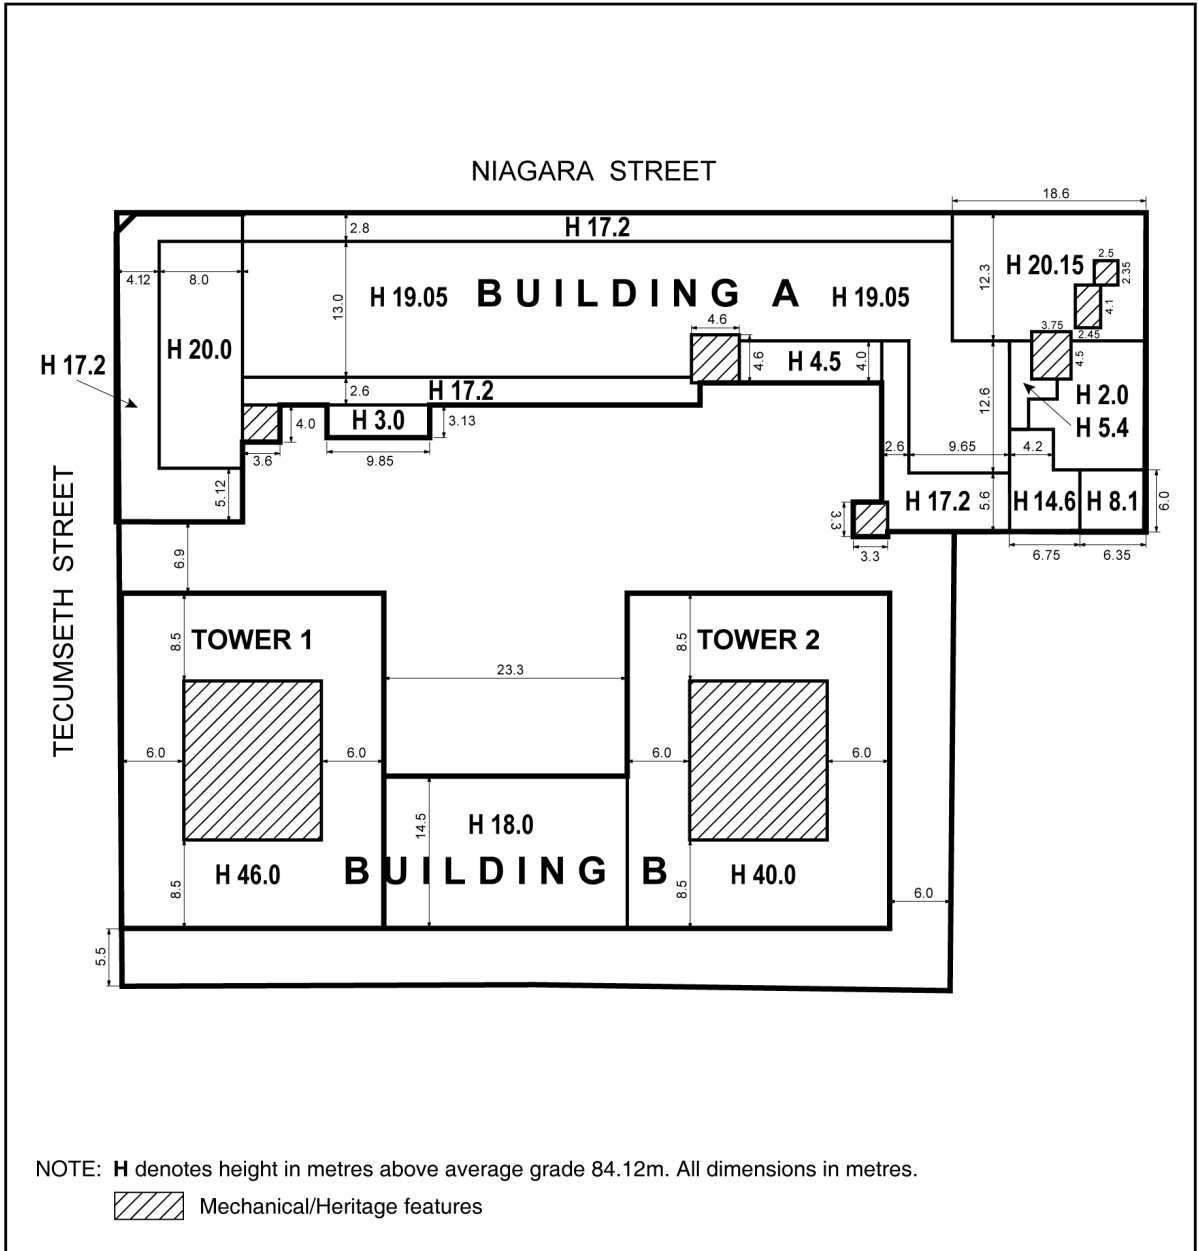 NIAGARA STREET
18.6
H 17.2
2.8
2.5
H 20.15
2.35
4.12
8.0
12.3
BUILDING A
H 19.05
H 19.05
13.0
4.1
4.6
3.75
2.45
H 20.0
H 17.2
4.6
H 4.5
4.0
4.5
2.6
H 17.2
12.6
H 2.0
4.0
H 3.0
3.13
H 5.4
3.6
9.85
2.6
9.65
4.2
5.12
H 17.2
5.6
H 14.6
H 8.1
6.0
3.3
3.3
6.75
6.35
6.9
TECUMSETH STREET
8.5
TOWER 1
8.5
TOWER 2
23.3
6.0
6.0
6.0
6.0
14.5
H 18.0
H 46.0
BUILDING B
H 40.0
8.5
8.5
6.0
5.5
NOTE: H denotes height in metres above average grade 84.12m. All dimensions in metres.
Mechanical/Heritage features